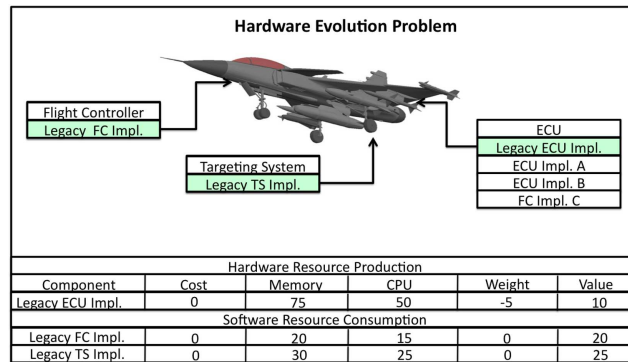 Hardware Evolution Problem
Flight Controller
Legacy FC Impl.
Targeting System
Legacy TS Impl.
ECU
Legacy ECU Impl.
ECU Impl. A
ECU Impl. B
FC Impl. C
Hardware Resource Production
Component Cost Memory CPU Weight Value
Legacy ECU Impl. 0 75 50 -5 10
Software Resource Consumption
Legacy FC Impl. 0 20 15 0 20
Legacy TS Impl. 0 30 25 0 25